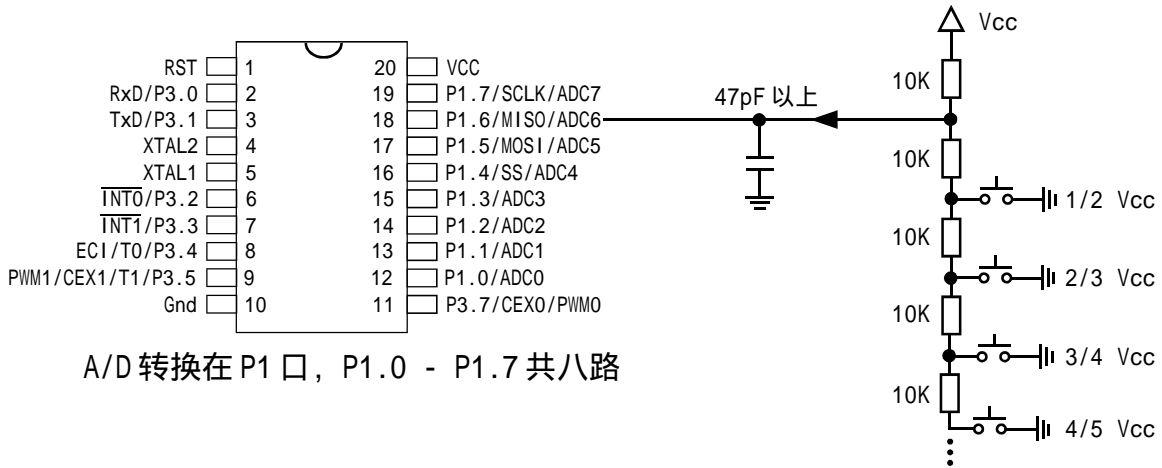 Vcc
10K
47pF 以上
10K
1/2 Vcc
10K
2/3 Vcc
10K
3/4 Vcc
10K
4/5 Vcc
RST 1
RxD/P3.0 2
TxD/P3.1 3
XTAL2 4
XTAL1 5
INT0/P3.2 6
INT1/P3.3 7
ECI/T0/P3.4 8
PWM1/CEX1/T1/P3.5 9
Gnd 10
20 VCC
19 P1.7/SCLK/ADC7
18 P1.6/MISO/ADC6
17 P1.5/MOSI/ADC5
16 P1.4/SS/ADC4
15 P1.3/ADC3
14 P1.2/ADC2
13 P1.1/ADC1
12 P1.0/ADC0
11 P3.7/CEX0/PWM0
A/D 转换在 P1 口, P1.0 - P1.7 共八路